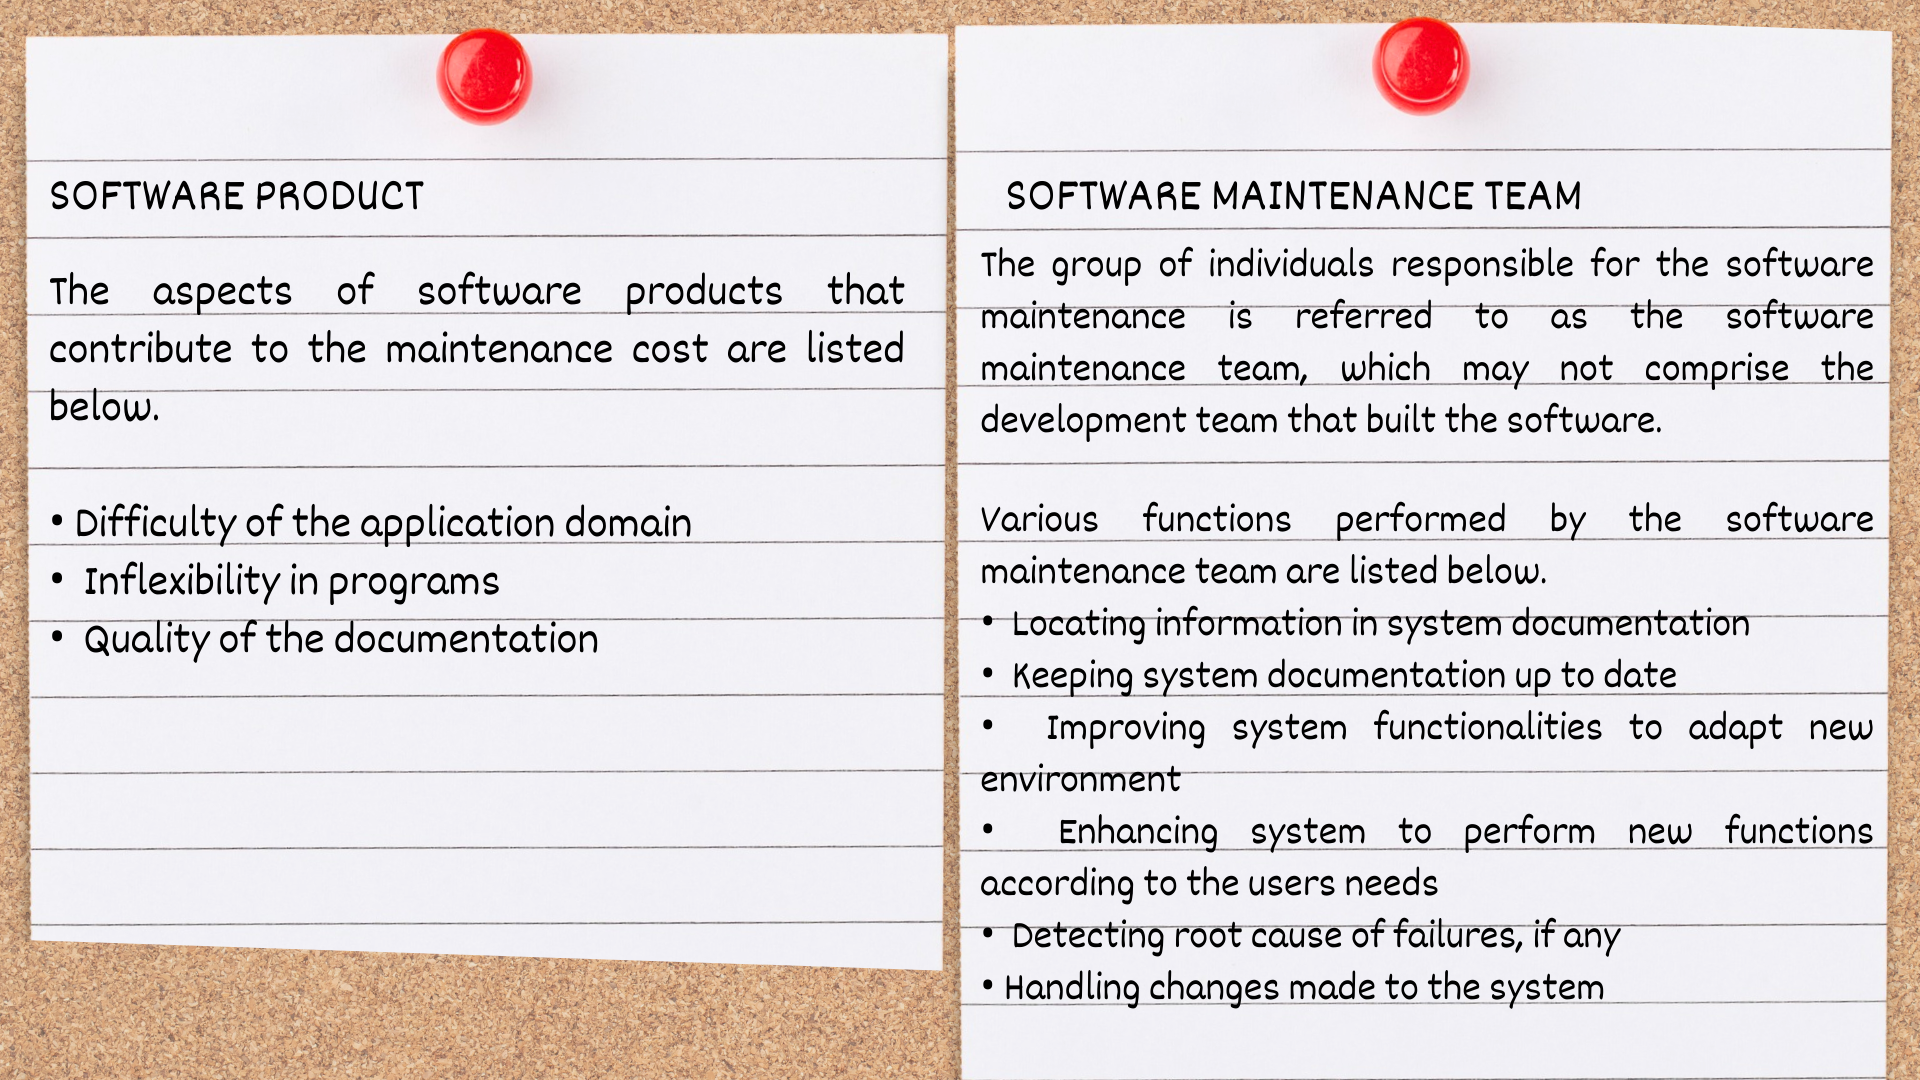 SOFTWARE PRODUCT
The aspects of software products that
contribute to the maintenance cost are listed
below.
• Difficulty of the application domain
• Inflexibility in programs
• Quality of the documentation
SOFTWARE MAINTENANCE TEAM
The group of individuals responsible for the software
maintenance is referred to as the software
maintenance team, which may not comprise the
development team that built the software.
Various functions performed by the software
maintenance team are listed below.
• Locating information in system documentation
• Keeping system documentation up to date
• Improving system functionalities to adapt new
environment
• Enhancing system to perform new functions
according to the users needs
• Detecting root cause of failures, if any
• Handling changes made to the system